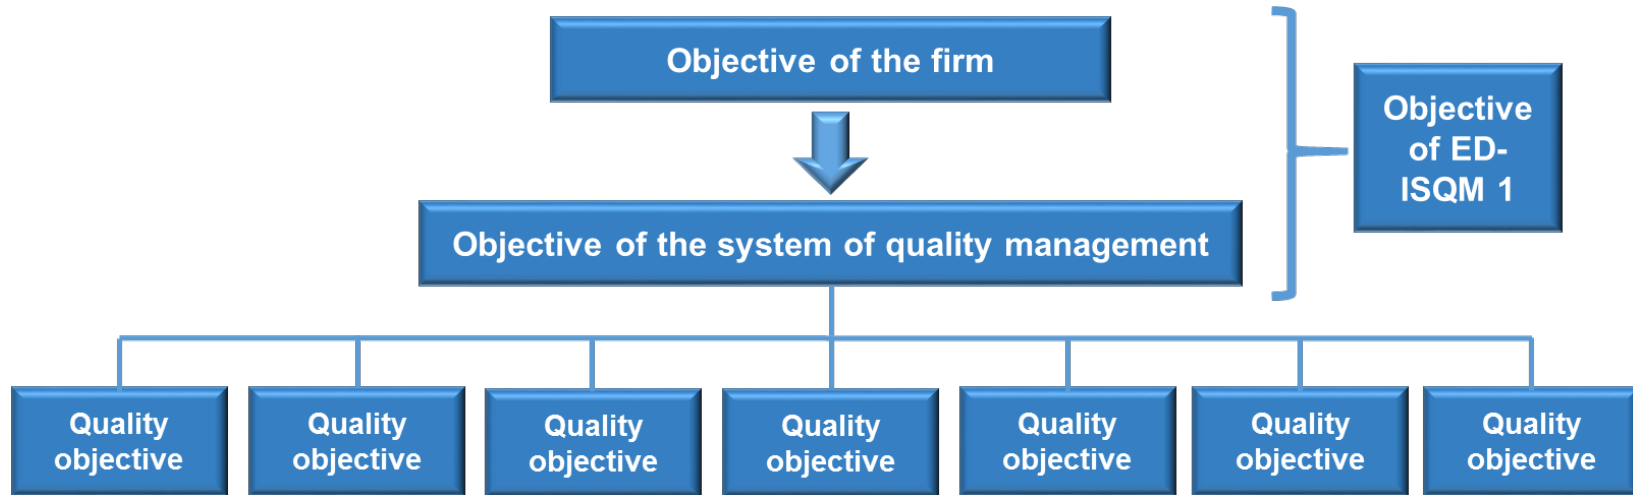 Objective of the firm
Objective
of ED-
ISQM 1
Objective of the system of quality management
Quality
objective
Quality
objective
Quality
objective
Quality
objective
Quality
objective
Quality
objective
Quality
objective